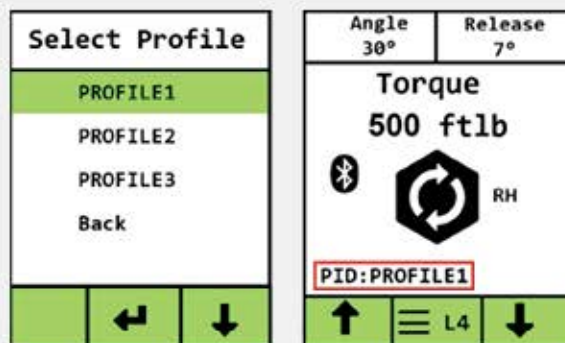 Select Profile
PROFILE1
PROFILE2
PROFILE3
Back
Angle
30°
Release
7°
Torque
500 ftlb
RH
PID:PROFILE1
L4